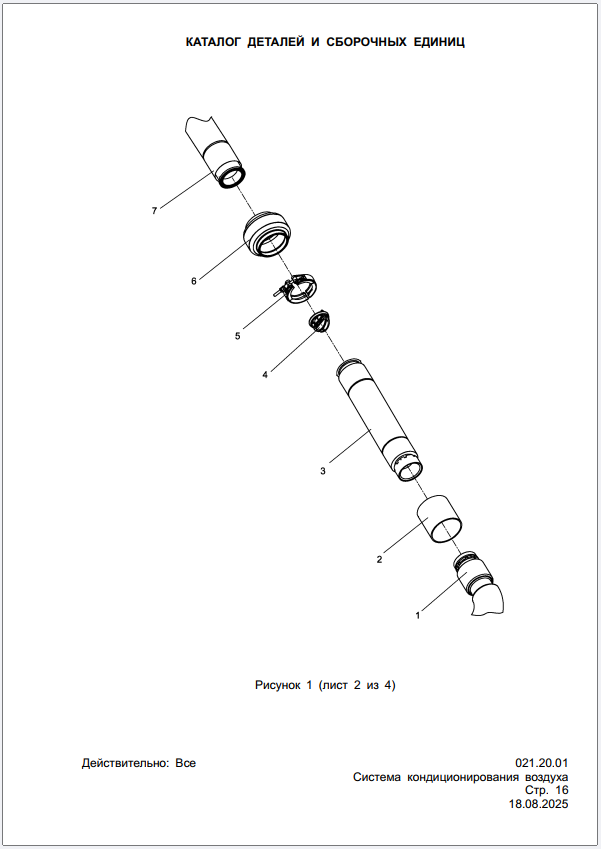 КАТАЛОГ ДЕТАЛЕЙ И СБОРОЧНЫХ ЕДИНИЦ
7
6
5
4
3
2
1
Рисунок 1 (лист 2 из 4)
Действительно: Все
021.20.01
Система кондиционирования воздуха
Стр. 16
18.08.2025